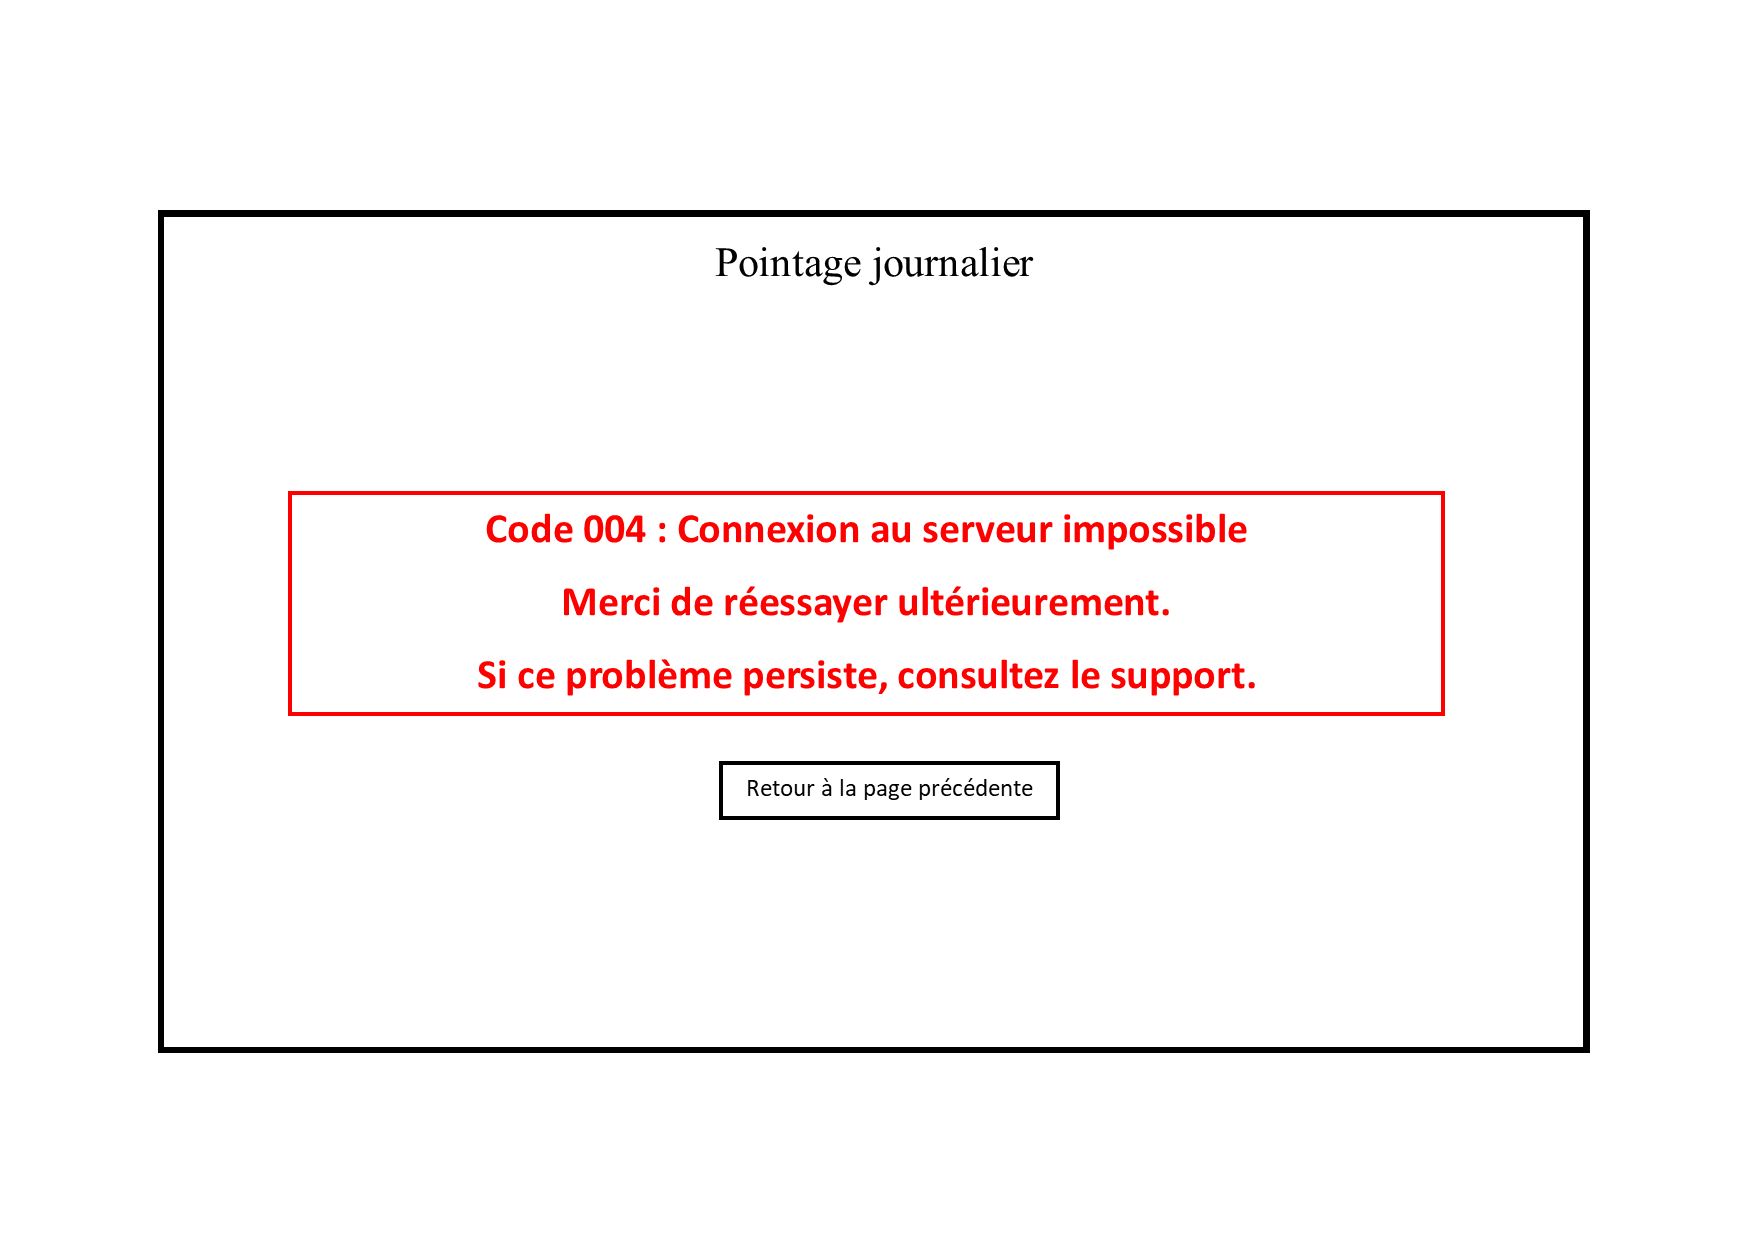 Pointage journalier
Code 004 : Connexion au serveur impossible
Merci de réessayer ultérieurement.
Si ce problème persiste, consultez le support.
Retour à la page précédente